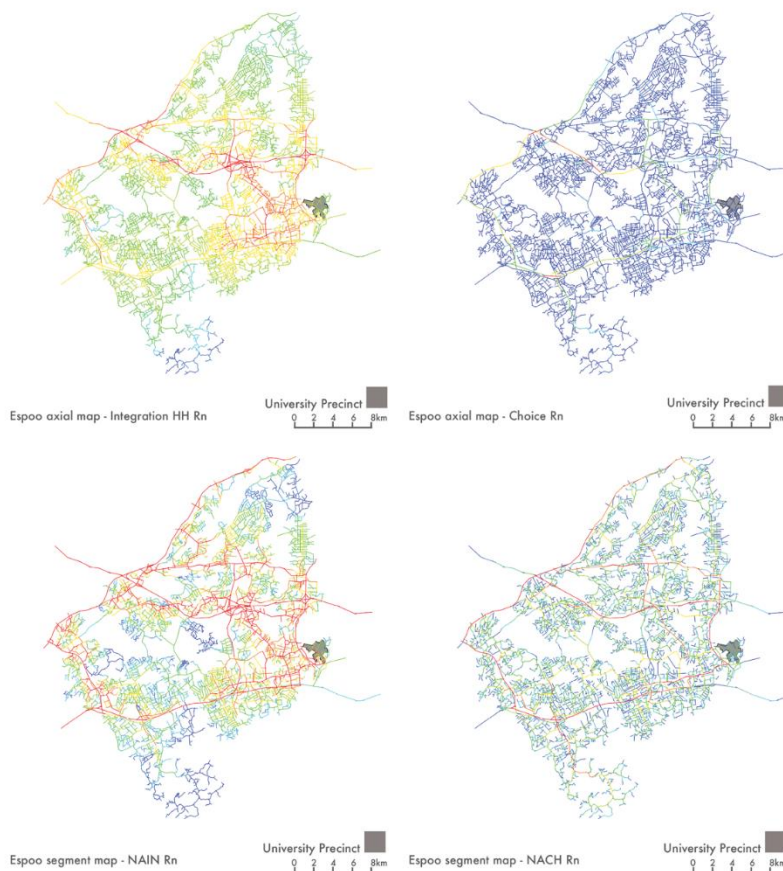 University Precinct
Espoo axial map - Integration HH Rn
0 2 4 6 8km
University Precinct
Espoo axial map - Choice Rn
0 2 4 6 8km
University Precinct
Espoo segment map - NAIN Rn
0 2 4 6 8km
University Precinct
Espoo segment map - NACH Rn
0 2 4 6 8km